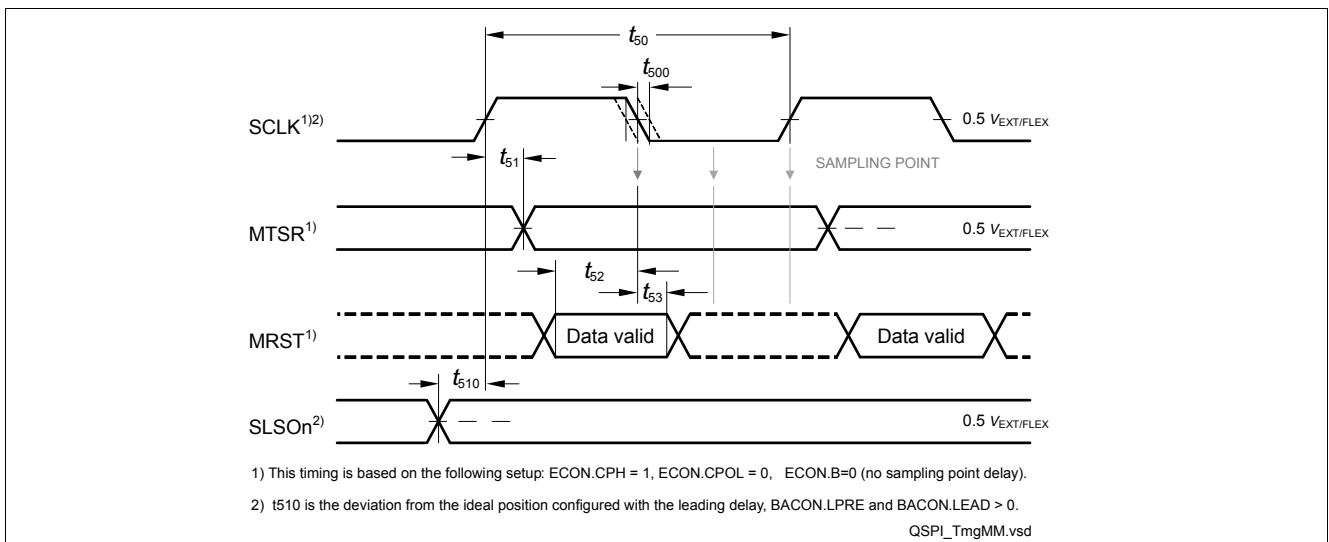 t50
t500
SCLK1)2)
0.5 VEXT/FLEX
t51
SAMPLING POINT
MTSR1)
0.5 VEXT/FLEX
t52
t53
MRST1)
Data valid
Data valid
t510
SLSOn2)
0.5 VEXT/FLEX
1) This timing is based on the following setup: ECON.CPH = 1, ECON.CPOL = 0, ECON.B=0 (no sampling point delay).
2) t510 is the deviation from the ideal position configured with the leading delay, BACON.LPRE and BACON.LEAD > 0.
QSPI_TmgMM.vsd